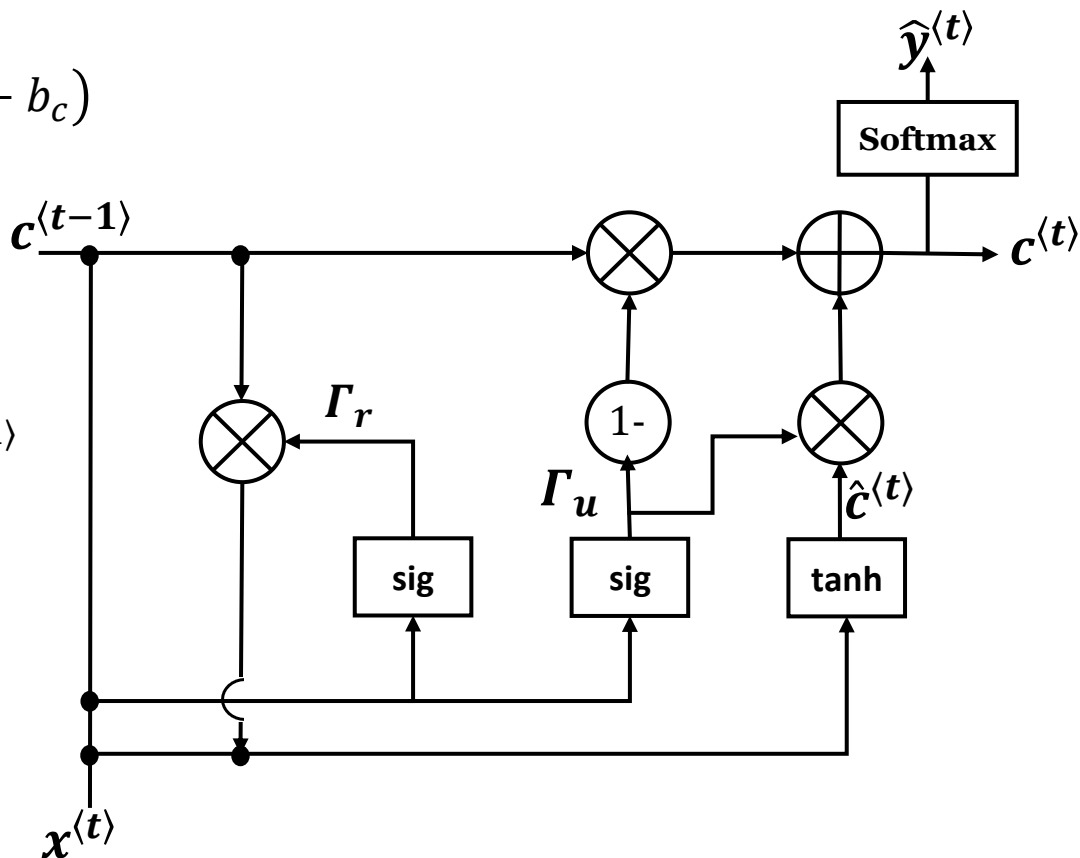 ŷ⟨t⟩
b_c)
Softmax
c⟨t−1⟩
c⟨t⟩
Γ_r
⟩
1-
Γ_u
ĉ⟨t⟩
sig
sig
tanh
x⟨t⟩